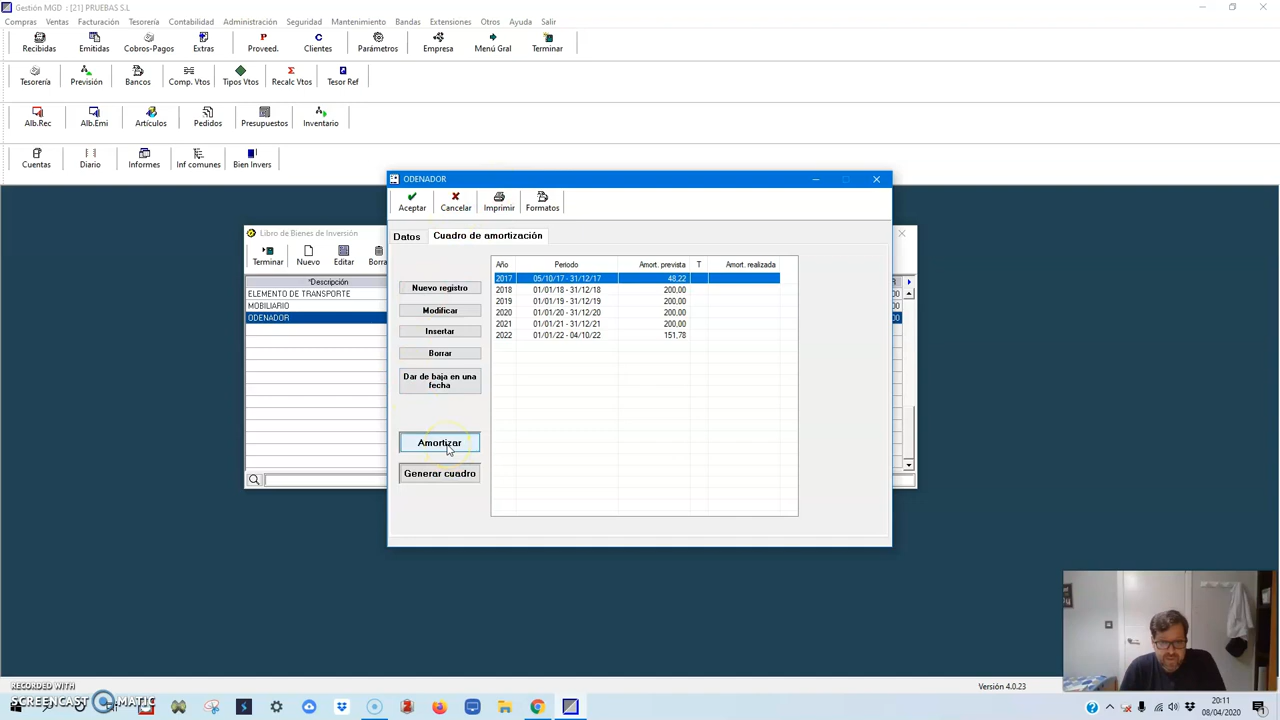 Gestión MGD : [21] PRUEBAS S.L
Compras Ventas Facturación Tesorería Contabilidad Administración Seguridad Mantenimiento Bandas Extensiones Otros Ayuda Salir
Recibidas Emitidas Cobros-Pagos Extras Proveed. Clientes Parámetros Empresa Menú Gral Terminar
Tesorería Previsión Bancos Comp. Vtos Tipos Vtos Recalc Vtos Tesor Ref
Alb.Rec Alb.Emi Artículos Pedidos Presupuestos Inventario
Cuentas Diario Informes Inf comunes Bien Invers
Libro de Bienes de Inversión
Terminar Nuevo Editar Borra
*Descripción
ELEMENTO DE TRANSPORTE
MOBILIARIO
ODENADOR
ODENADOR
Aceptar Cancelar Imprimir Formatos
Datos Cuadro de amortización
Nuevo registro
Modificar
Insertar
Borrar
Dar de baja en una
fecha
Amortizar
Generar cuadro
Año Periodo Amort. prevista T Amort. realizada
2017 05/10/17 - 31/12/17 48,22
2018 01/01/18 - 31/12/18 200,00
2019 01/01/19 - 31/12/19 200,00
2020 01/01/20 - 31/12/20 200,00
2021 01/01/21 - 31/12/21 200,00
2022 01/01/22 - 04/10/22 151,78
Versión 4.0.23
RECORDED WITH
SCREENCAST MATIC
20:11
08/04/2020